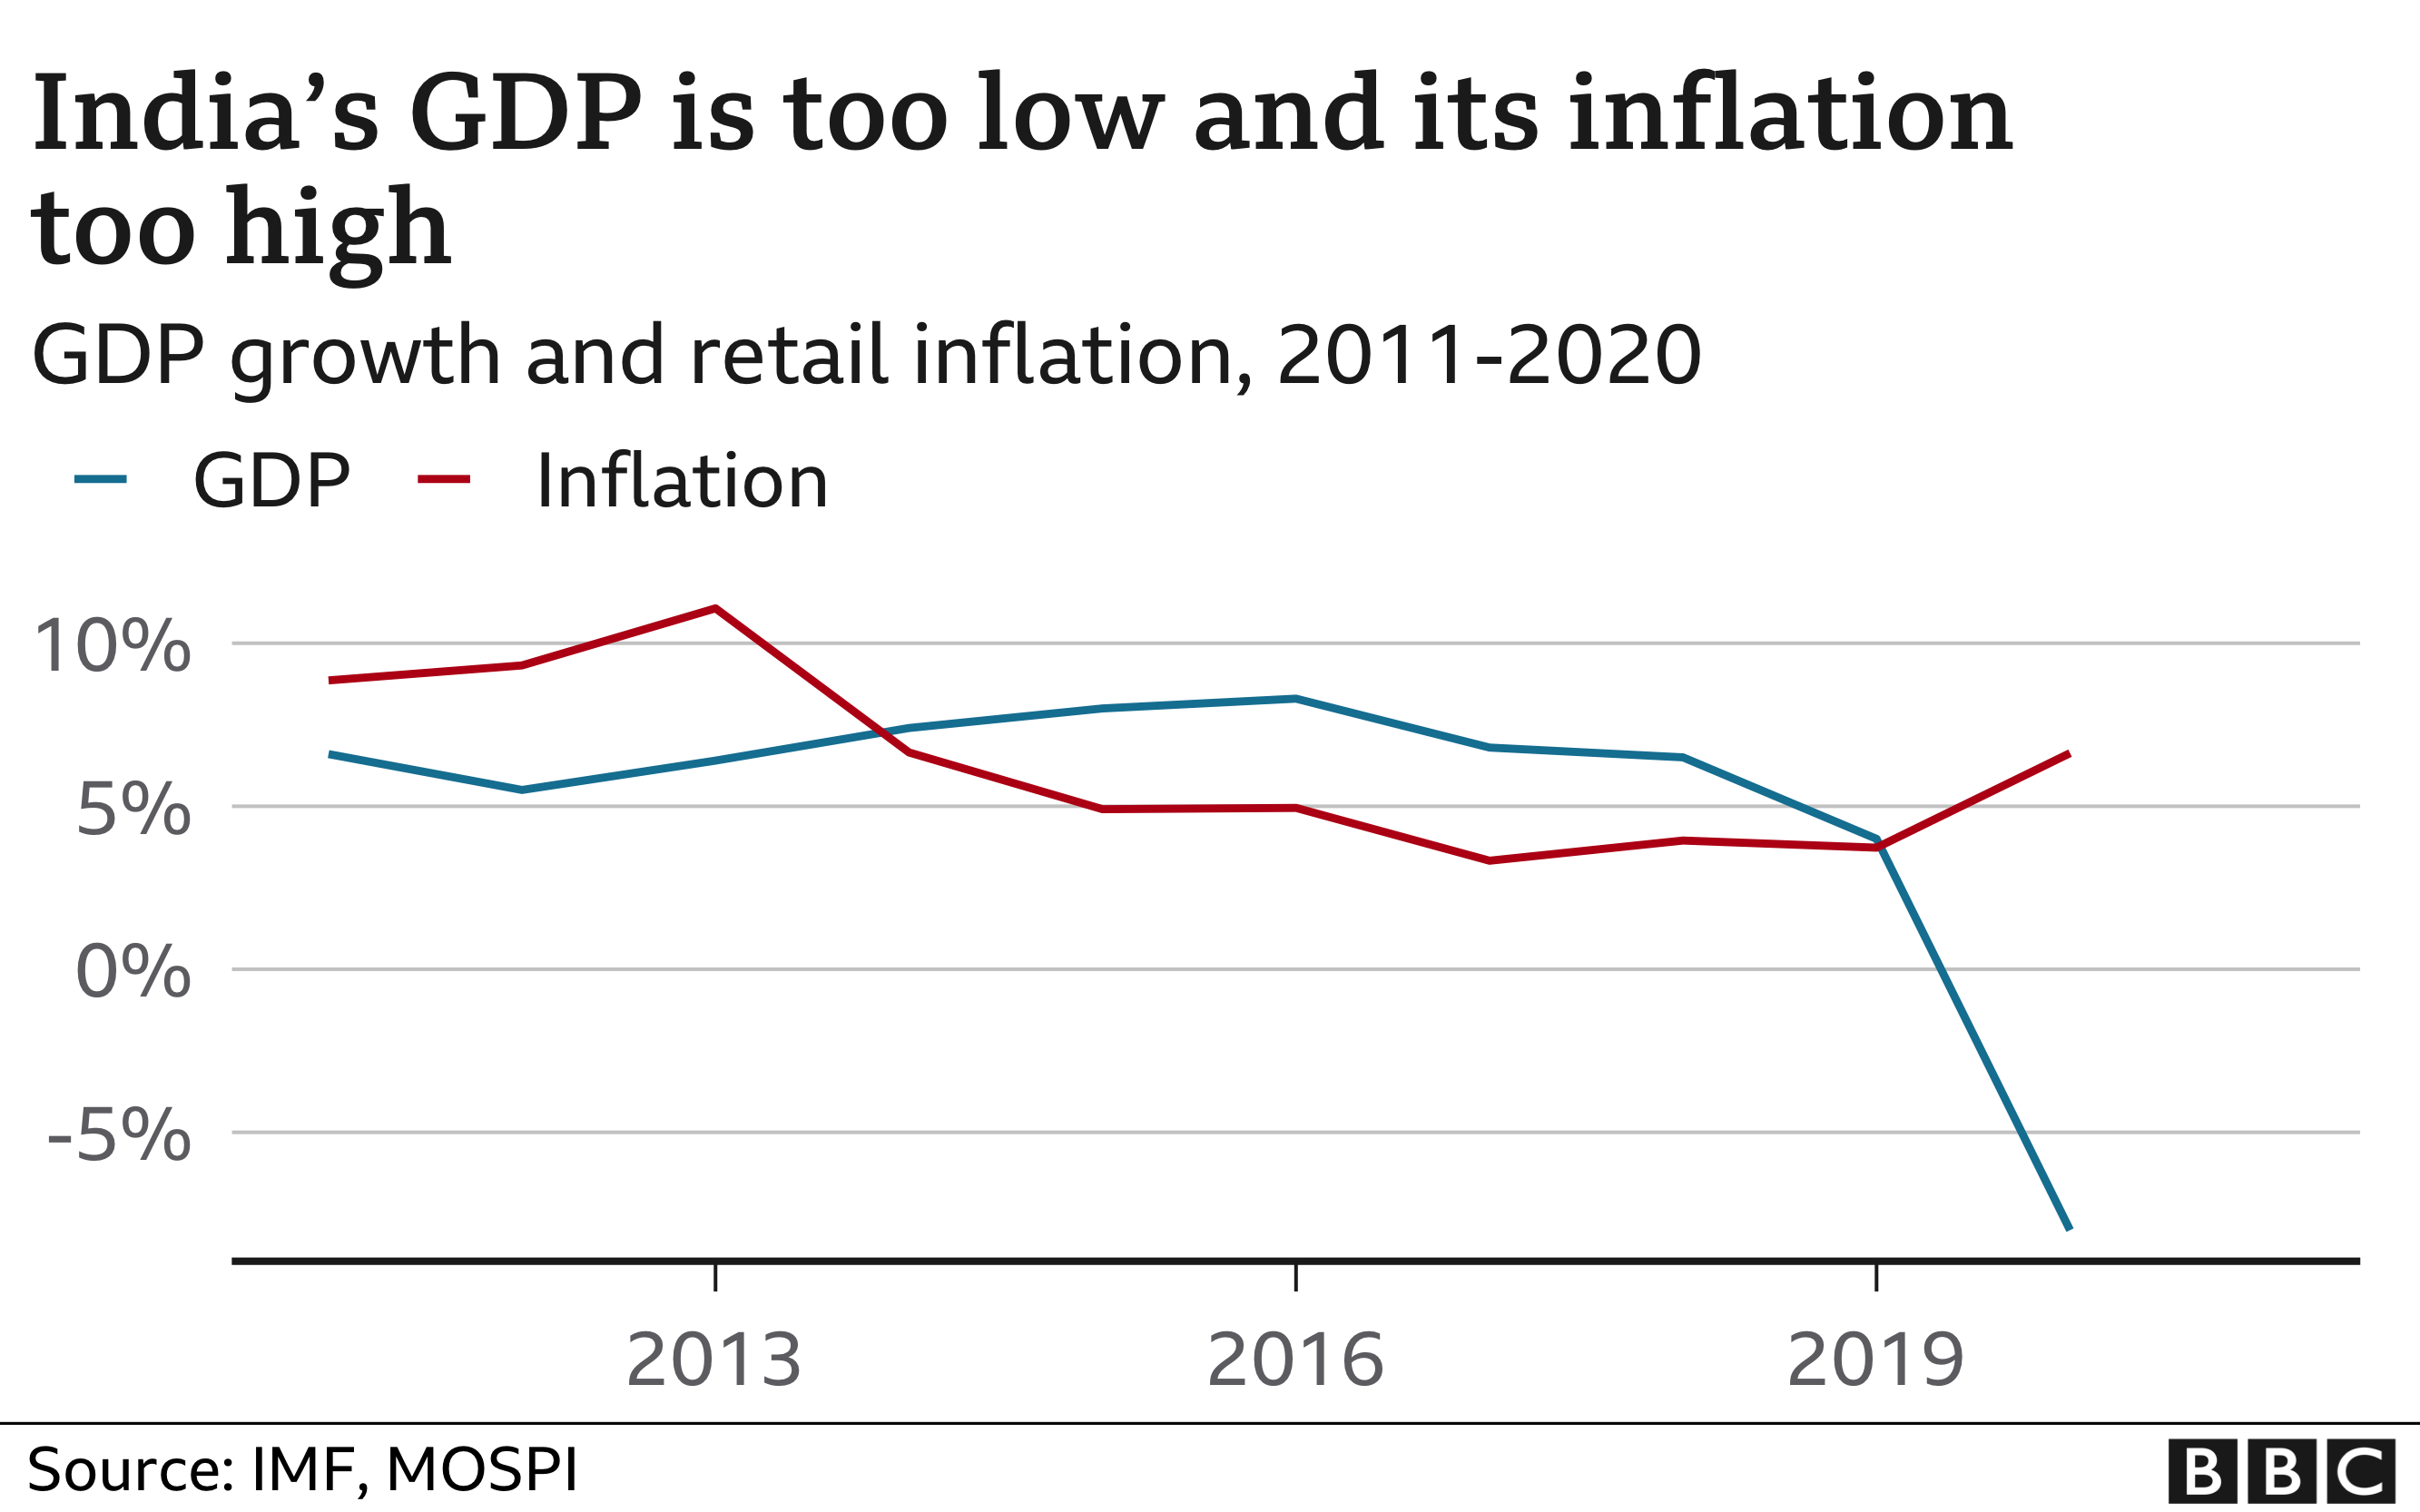 India’s GDP is too low and its inflation
too high
GDP growth and retail inflation, 2011-2020
GDP Inflation
10%
5%
0%
-5%
2013 2016 2019
Source: IMF, MOSPI
BBC